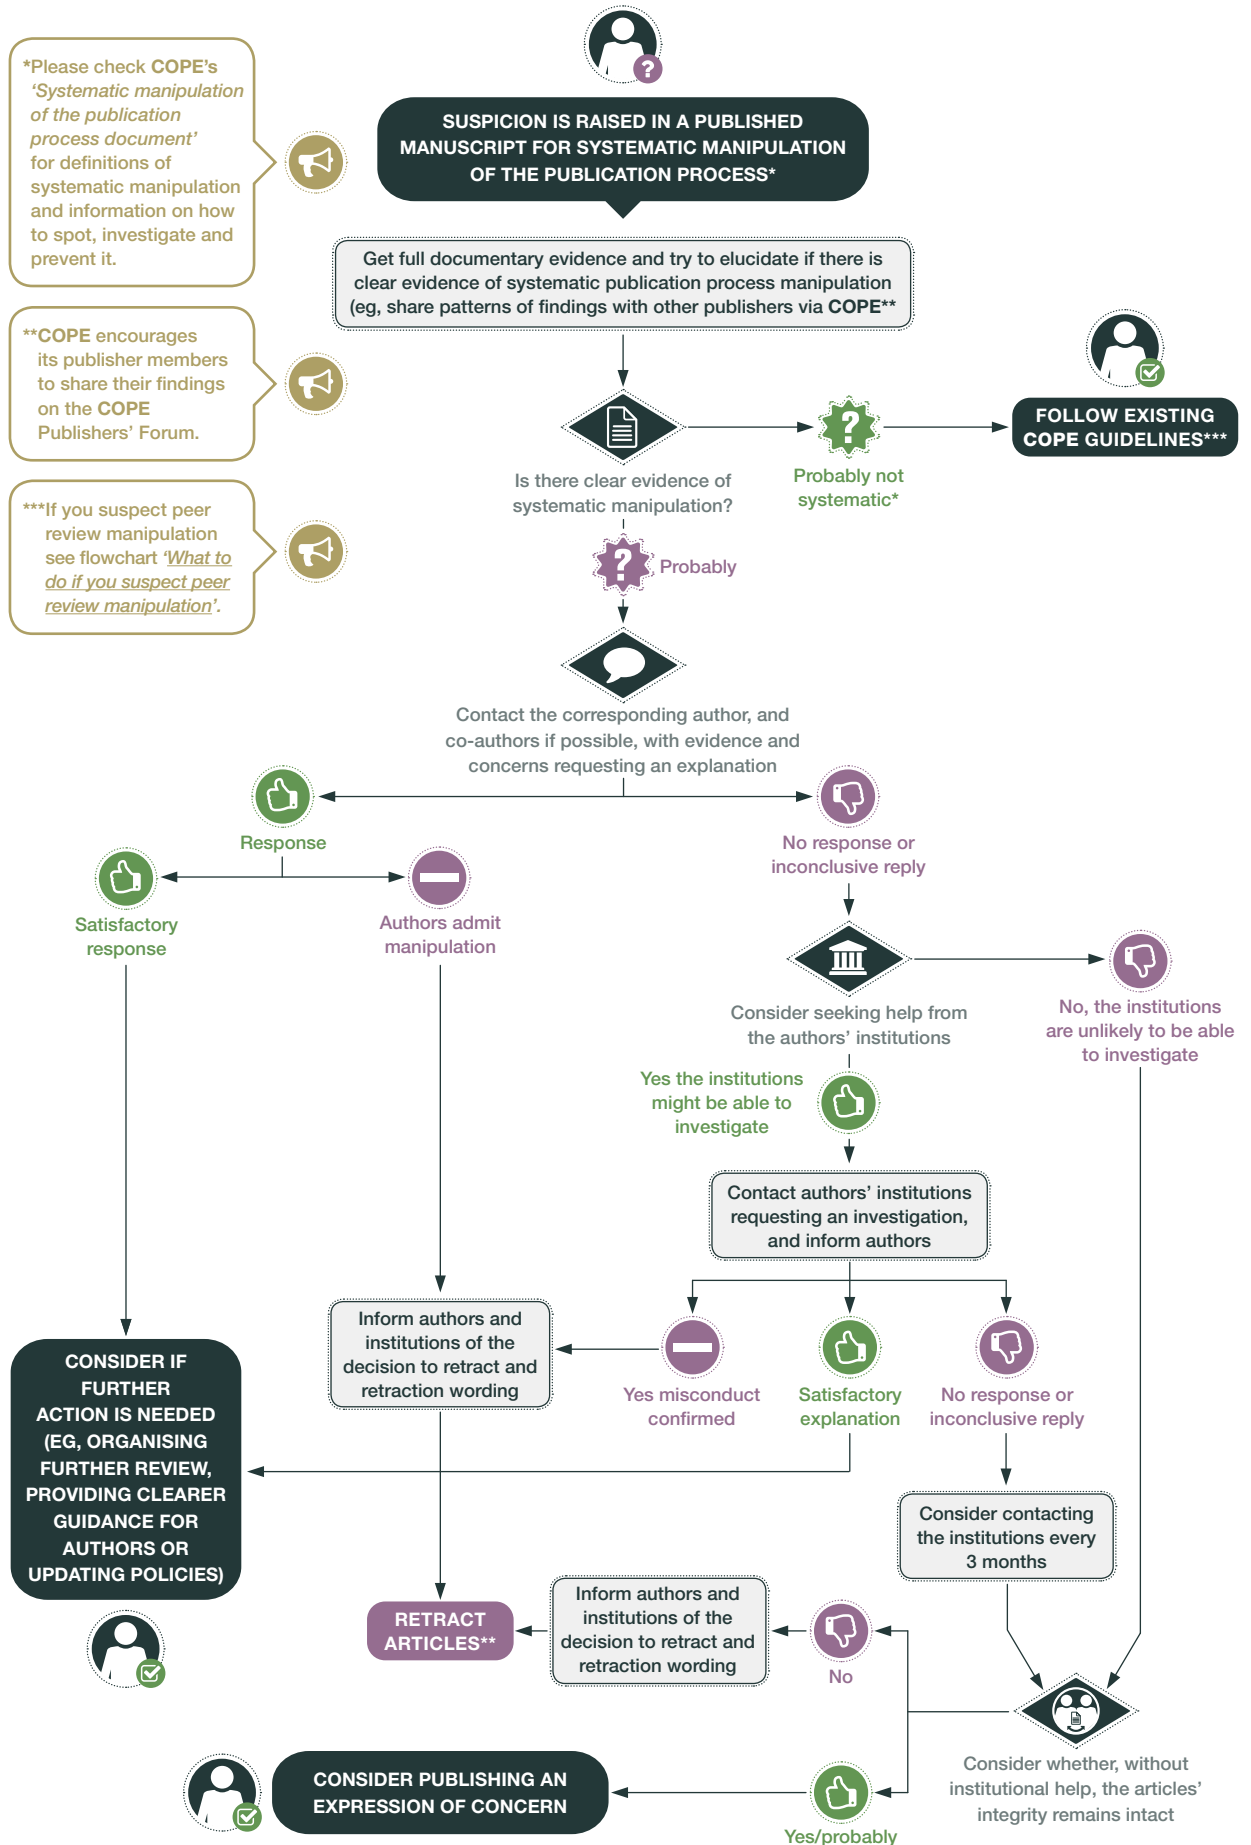 *Please check COPE's
'Systematic manipulation
of the publication
process document'
for definitions of
systematic manipulation
and information on how
to spot, investigate and
prevent it.
**COPE encourages
its publisher members
to share their findings
on the COPE
Publishers' Forum.
***If you suspect peer
review manipulation
see flowchart 'What to
do if you suspect peer
review manipulation'.
?
SUSPICION IS RAISED IN A PUBLISHED
MANUSCRIPT FOR SYSTEMATIC MANIPULATION
OF THE PUBLICATION PROCESS*
Get full documentary evidence and try to elucidate if there is
clear evidence of systematic publication process manipulation
(eg, share patterns of findings with other publishers via COPE**
Is there clear evidence of
systematic manipulation?
?
Probably not
systematic*
FOLLOW EXISTING
COPE GUIDELINES***
?
Probably
Contact the corresponding author, and
co-authors if possible, with evidence and
concerns requesting an explanation
Response
No response or
inconclusive reply
Satisfactory
response
Authors admit
manipulation
Consider seeking help from
the authors' institutions
No, the institutions
are unlikely to be able
to investigate
Yes the institutions
might be able to
investigate
Contact authors' institutions
requesting an investigation,
and inform authors
Inform authors and
institutions of the
decision to retract and
retraction wording
Yes misconduct
confirmed
Satisfactory
explanation
No response or
inconclusive reply
CONSIDER IF
FURTHER
ACTION IS NEEDED
(EG, ORGANISING
FURTHER REVIEW,
PROVIDING CLEARER
GUIDANCE FOR
AUTHORS OR
UPDATING POLICIES)
Consider contacting
the institutions every
3 months
RETRACT
ARTICLES**
Inform authors and
institutions of the
decision to retract and
retraction wording
No
Consider whether, without
institutional help, the articles'
integrity remains intact
CONSIDER PUBLISHING AN
EXPRESSION OF CONCERN
Yes/probably